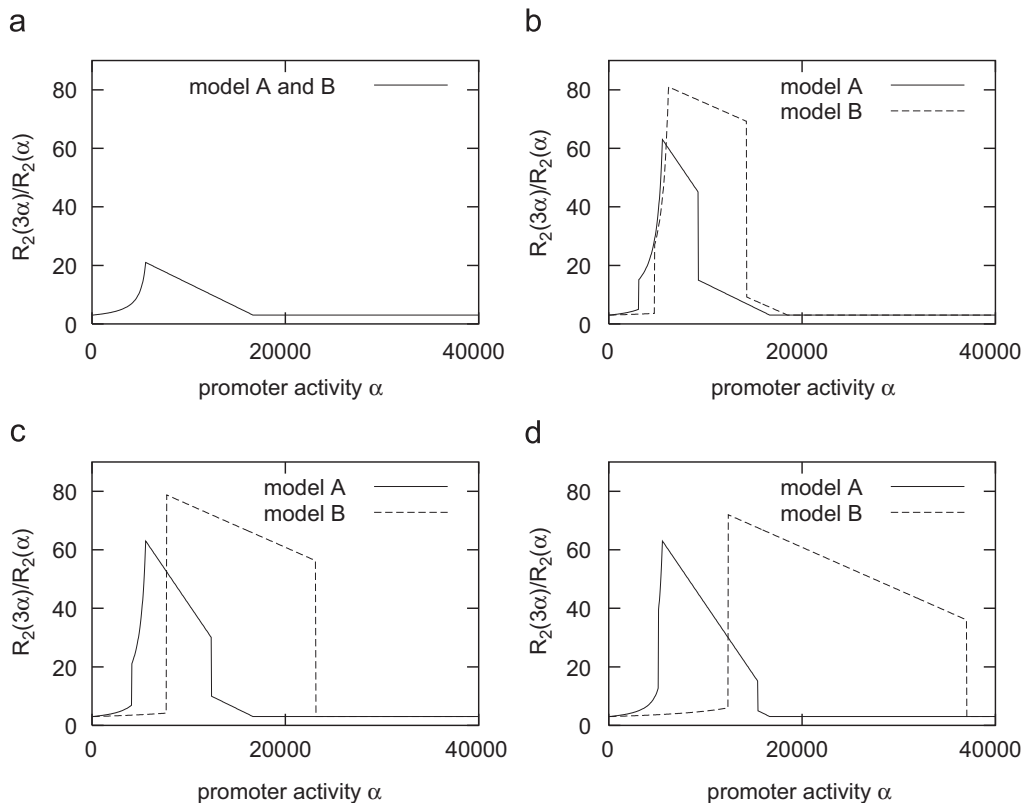 a
R2(3α)/R2(α)
80
60
40
20
0
model A and B
0 20000 40000
promoter activity α
b
R2(3α)/R2(α)
80
60
40
20
0
model A
model B
0 20000 40000
promoter activity α
c
R2(3α)/R2(α)
80
60
40
20
0
model A
model B
0 20000 40000
promoter activity α
d
R2(3α)/R2(α)
80
60
40
20
0
model A
model B
0 20000 40000
promoter activity α